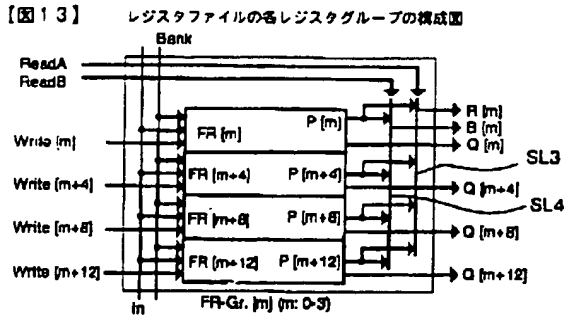 【図13】 レジスタファイルの各レジスタグループの構成図
Bank
ReadA
ReadB
Write [m]
FR [m]
P [m]
R [m]
B [m]
Q [m]
SL3
Write [m+4]
FR [m+4]
P [m+4]
Q [m+4]
SL4
Write [m+8]
FR [m+8]
P [m+8]
Q [m+8]
Write [m+12]
FR [m+12]
P [m+12]
Q [m+12]
in
FR-Gr. [m] (m: 0-3)